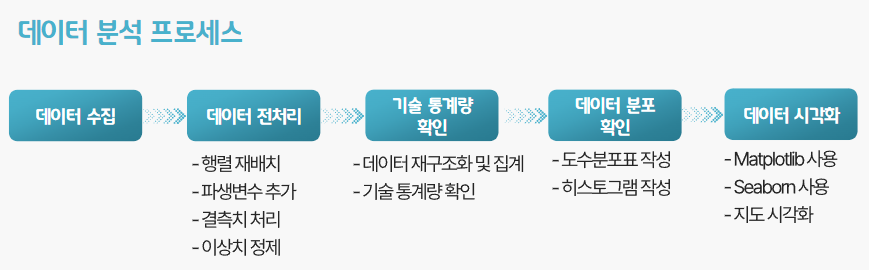 데이터 분석 프로세스
데이터 수집
데이터 전처리
- 행렬 재배치
- 파생변수 추가
- 결측치 처리
- 이상치 정제
기술 통계량
확인
- 데이터 재구조화 및 집계
- 기술 통계량 확인
데이터 분포
확인
- 도수분포표 작성
- 히스토그램 작성
데이터 시각화
- Matplotlib 사용
- Seaborn 사용
- 지도 시각화